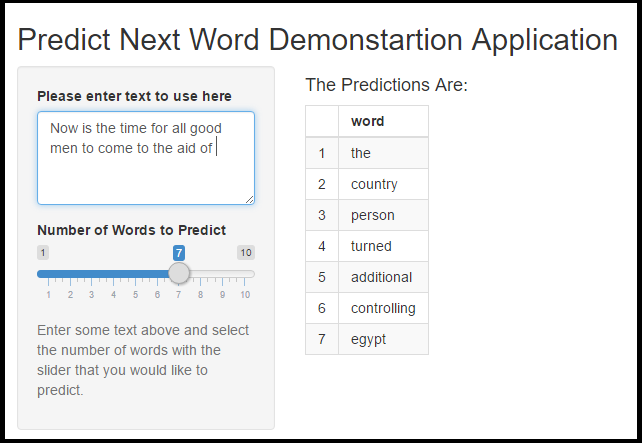 Predict Next Word Demonstartion Application
Please enter text to use here
Now is the time for all good
men to come to the aid of
Number of Words to Predict
1 7 10
1 2 3 4 5 6 7 8 9 10
Enter some text above and select
the number of words with the
slider that you would like to
predict.
The Predictions Are:
word
1 the
2 country
3 person
4 turned
5 additional
6 controlling
7 egypt